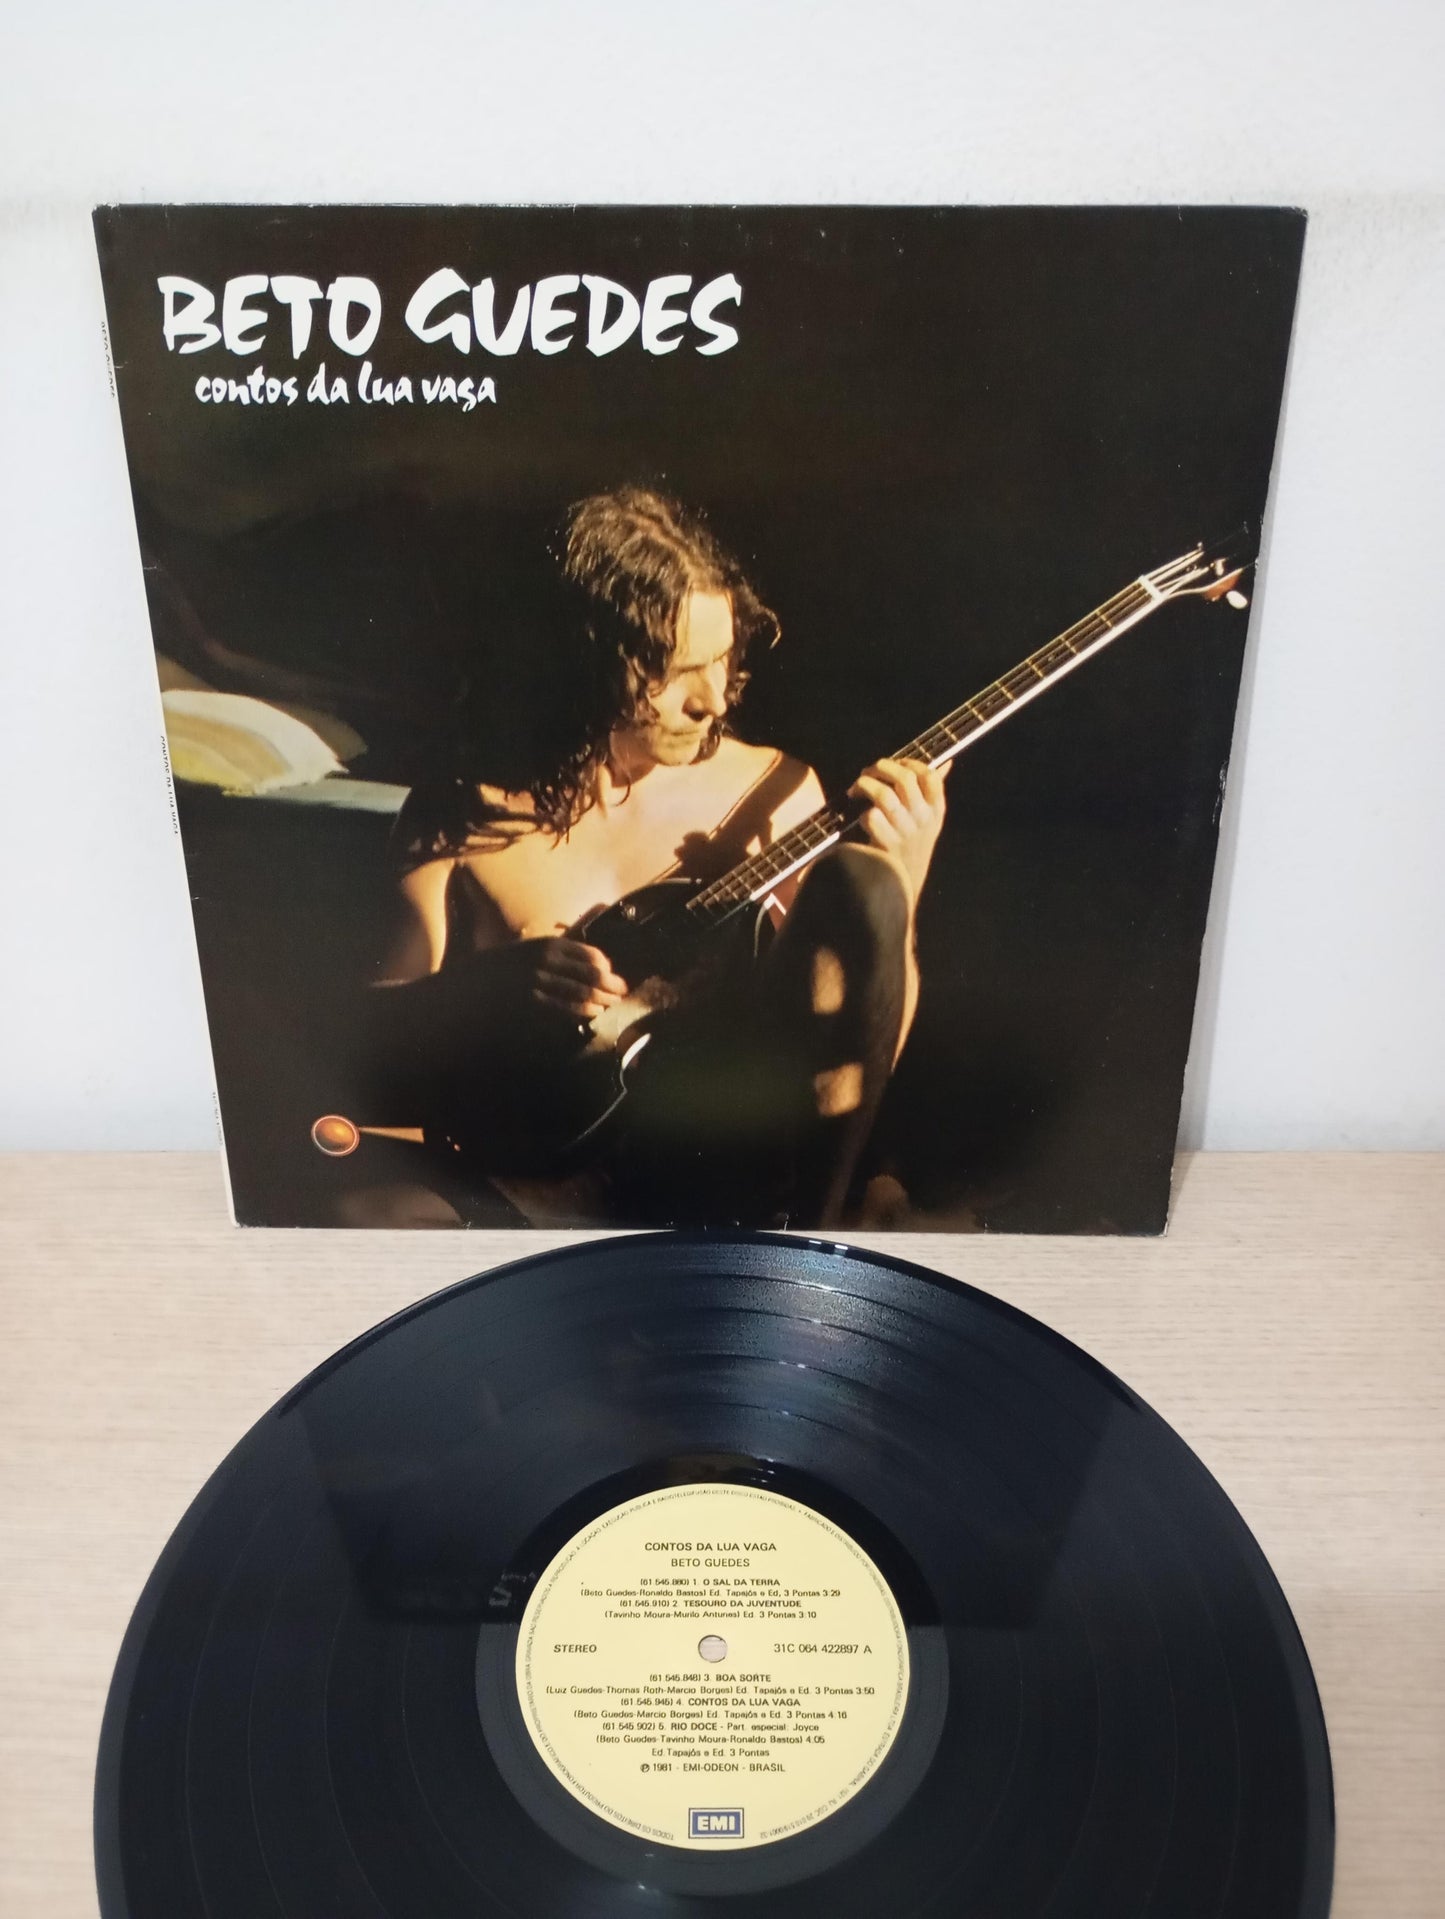 BETO GUEDES
contos da lua vaga
CONTOS DA LUA VAGA
CONTOS DA LUA VAGA
BETO GUEDES
(61.545.880) 1. O SAL DA TERRA
(Beto Guedes-Ronaldo Bastos) Ed. Tapajós e Ed, 3 Pontas 3:29
(61.545.910) 2. TESOURO DA JUVENTUDE
(Tavinho Moura-Murilo Antunes) Ed. 3 Pontas 3:10
STEREO
31C 064 422897 A
(61.545.848) 3. BOA SORTE
(Luiz Guedes-Thomas Roth-Marcio Borges) Ed. Tapajós e Ed. 3 Pontas 3:50
(61.545.945) 4. CONTOS DA LUA VAGA
(Beto Guedes-Marcio Borges) Ed. Tapajós e Ed. 3 Pontas 4:16
(61.545.902) 5. RIO DOCE - Part. especial: Joyce
(Beto Guedes-Tavinho Moura-Ronaldo Bastos) 4:05
Ed. Tapajós e Ed. 3 Pontas
℗ 1981 - EMI-ODEON - BRASIL
EMI